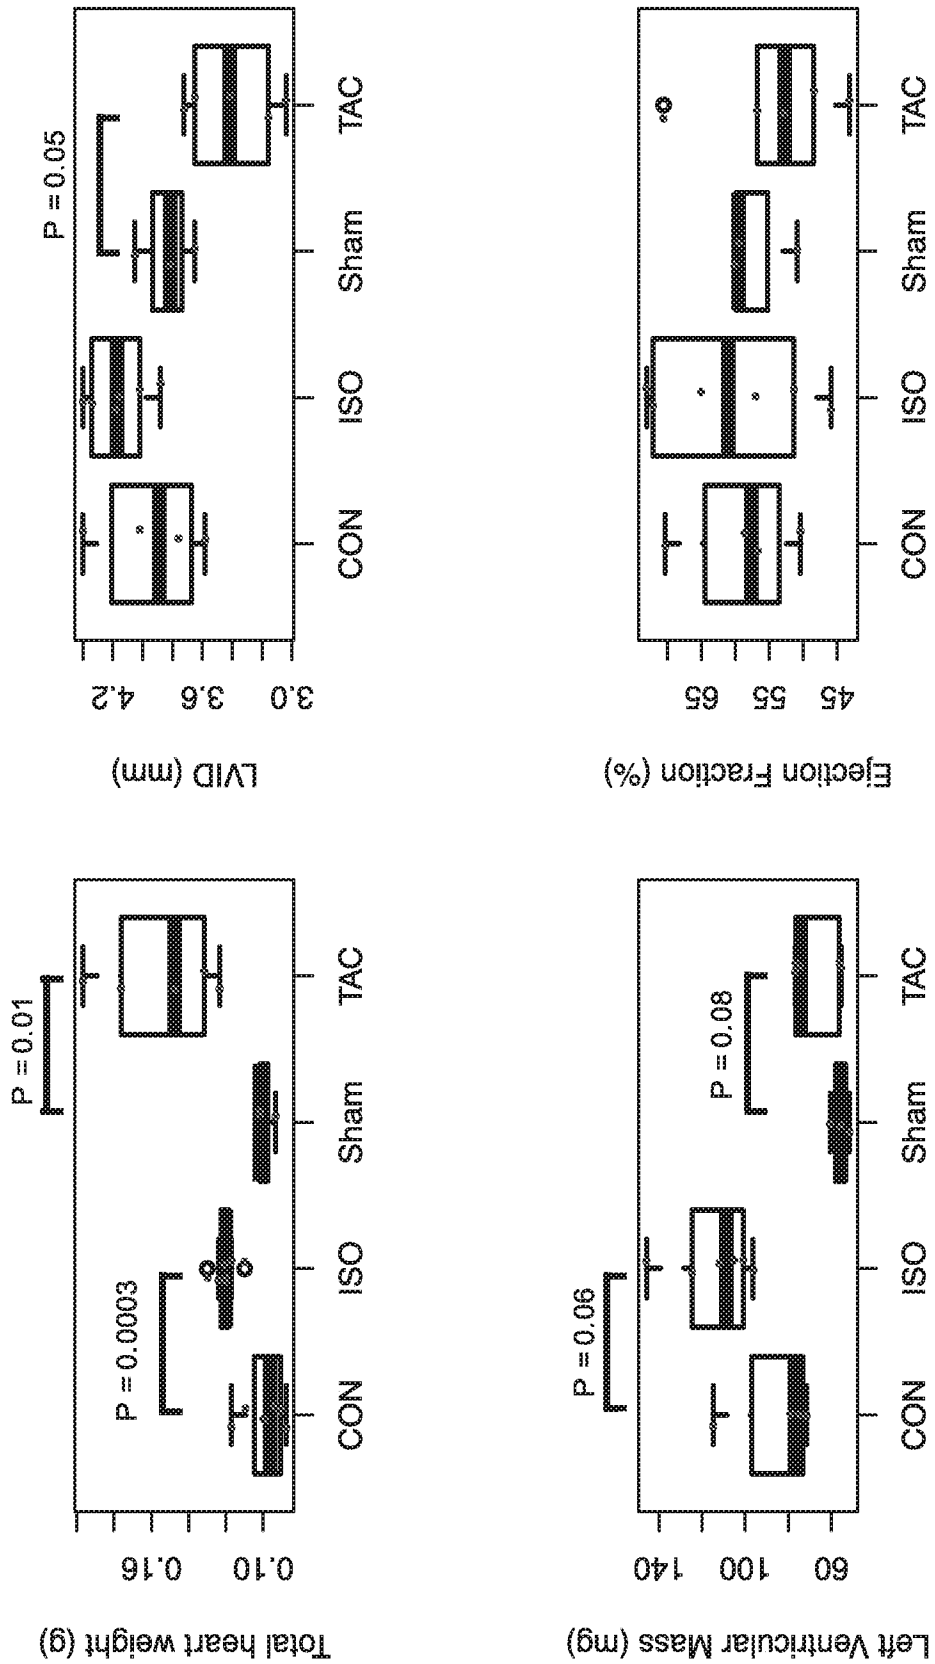 P = 0.01
P = 0.0003
Total heart weight (g)
0.16
0.10
CON
ISO
Sham
TAC
P = 0.05
LVID (mm)
4.2
3.6
3.0
CON
ISO
Sham
TAC
P = 0.06
P = 0.08
Left Ventricular Mass (mg)
140
100
60
CON
ISO
Sham
TAC
Ejection Fraction (%)
65
55
45
CON
ISO
Sham
TAC